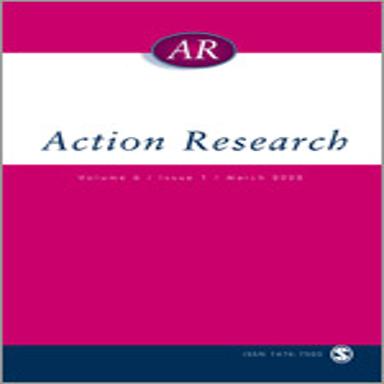 AR
Action Research
Volume 6 / Issue 1 / March 2008
ISSN 1476-7503
S